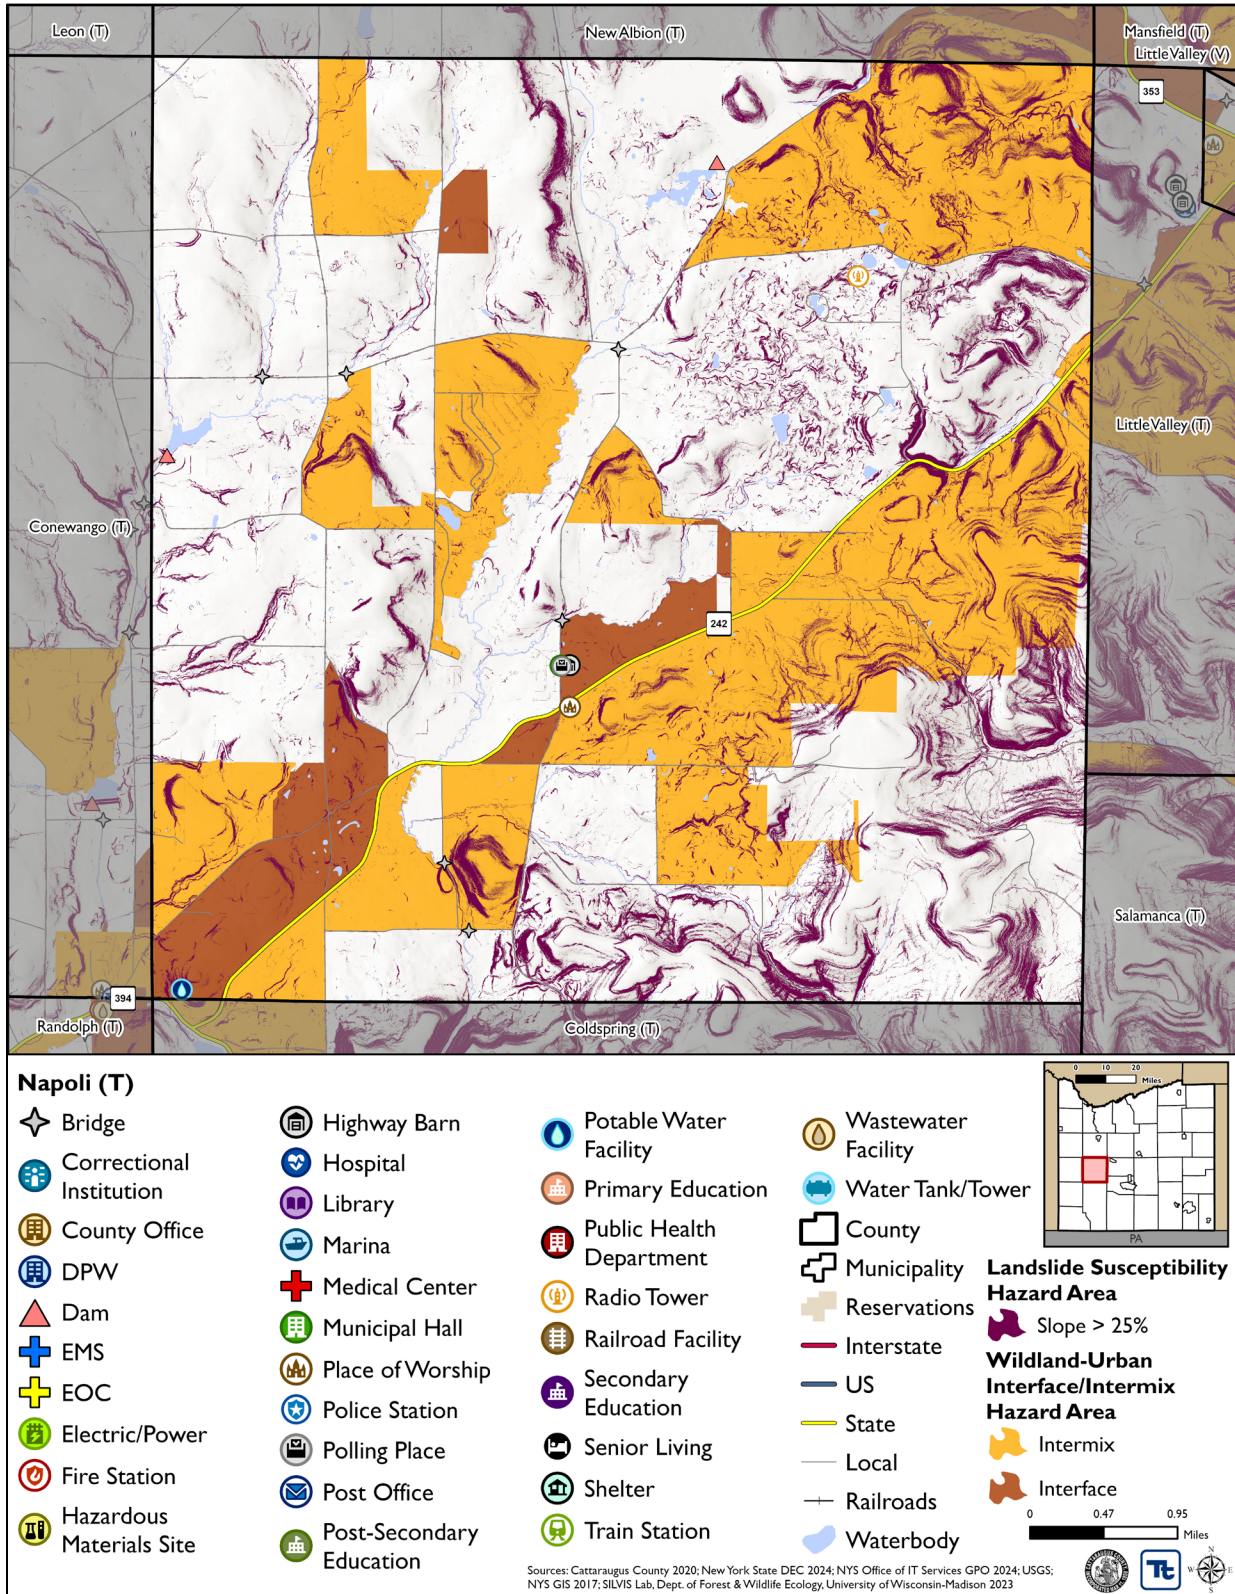 Leon (T)
New Albion (T)
Mansfield (T)
Little Valley (V)
353
Little Valley (T)
Conewango (T)
242
Salamanca (T)
394
Randolph (T)
Coldspring (T)
Napoli (T)
Bridge
Correctional
Institution
County Office
DPW
Dam
EMS
EOC
Electric/Power
Fire Station
Hazardous
Materials Site
Highway Barn
Hospital
Library
Marina
Medical Center
Municipal Hall
Place of Worship
Police Station
Polling Place
Post Office
Post-Secondary
Education
Potable Water
Facility
Primary Education
Public Health
Department
Radio Tower
Railroad Facility
Secondary
Education
Senior Living
Shelter
Train Station
Wastewater
Facility
Water Tank/Tower
County
Municipality
Reservations
Interstate
US
State
Local
Railroads
Waterbody
0 10 20
Miles
PA
Landslide Susceptibility
Hazard Area
Slope > 25%
Wildland-Urban
Interface/Intermix
Hazard Area
Intermix
Interface
0 0.47 0.95
Miles
Sources: Cattaraugus County 2020; New York State DEC 2024; NYS Office of IT Services GPO 2024; USGS;
NYS GIS 2017; SILVIS Lab, Dept. of Forest & Wildlife Ecology, University of Wisconsin-Madison 2023
Tt
N
W E
S